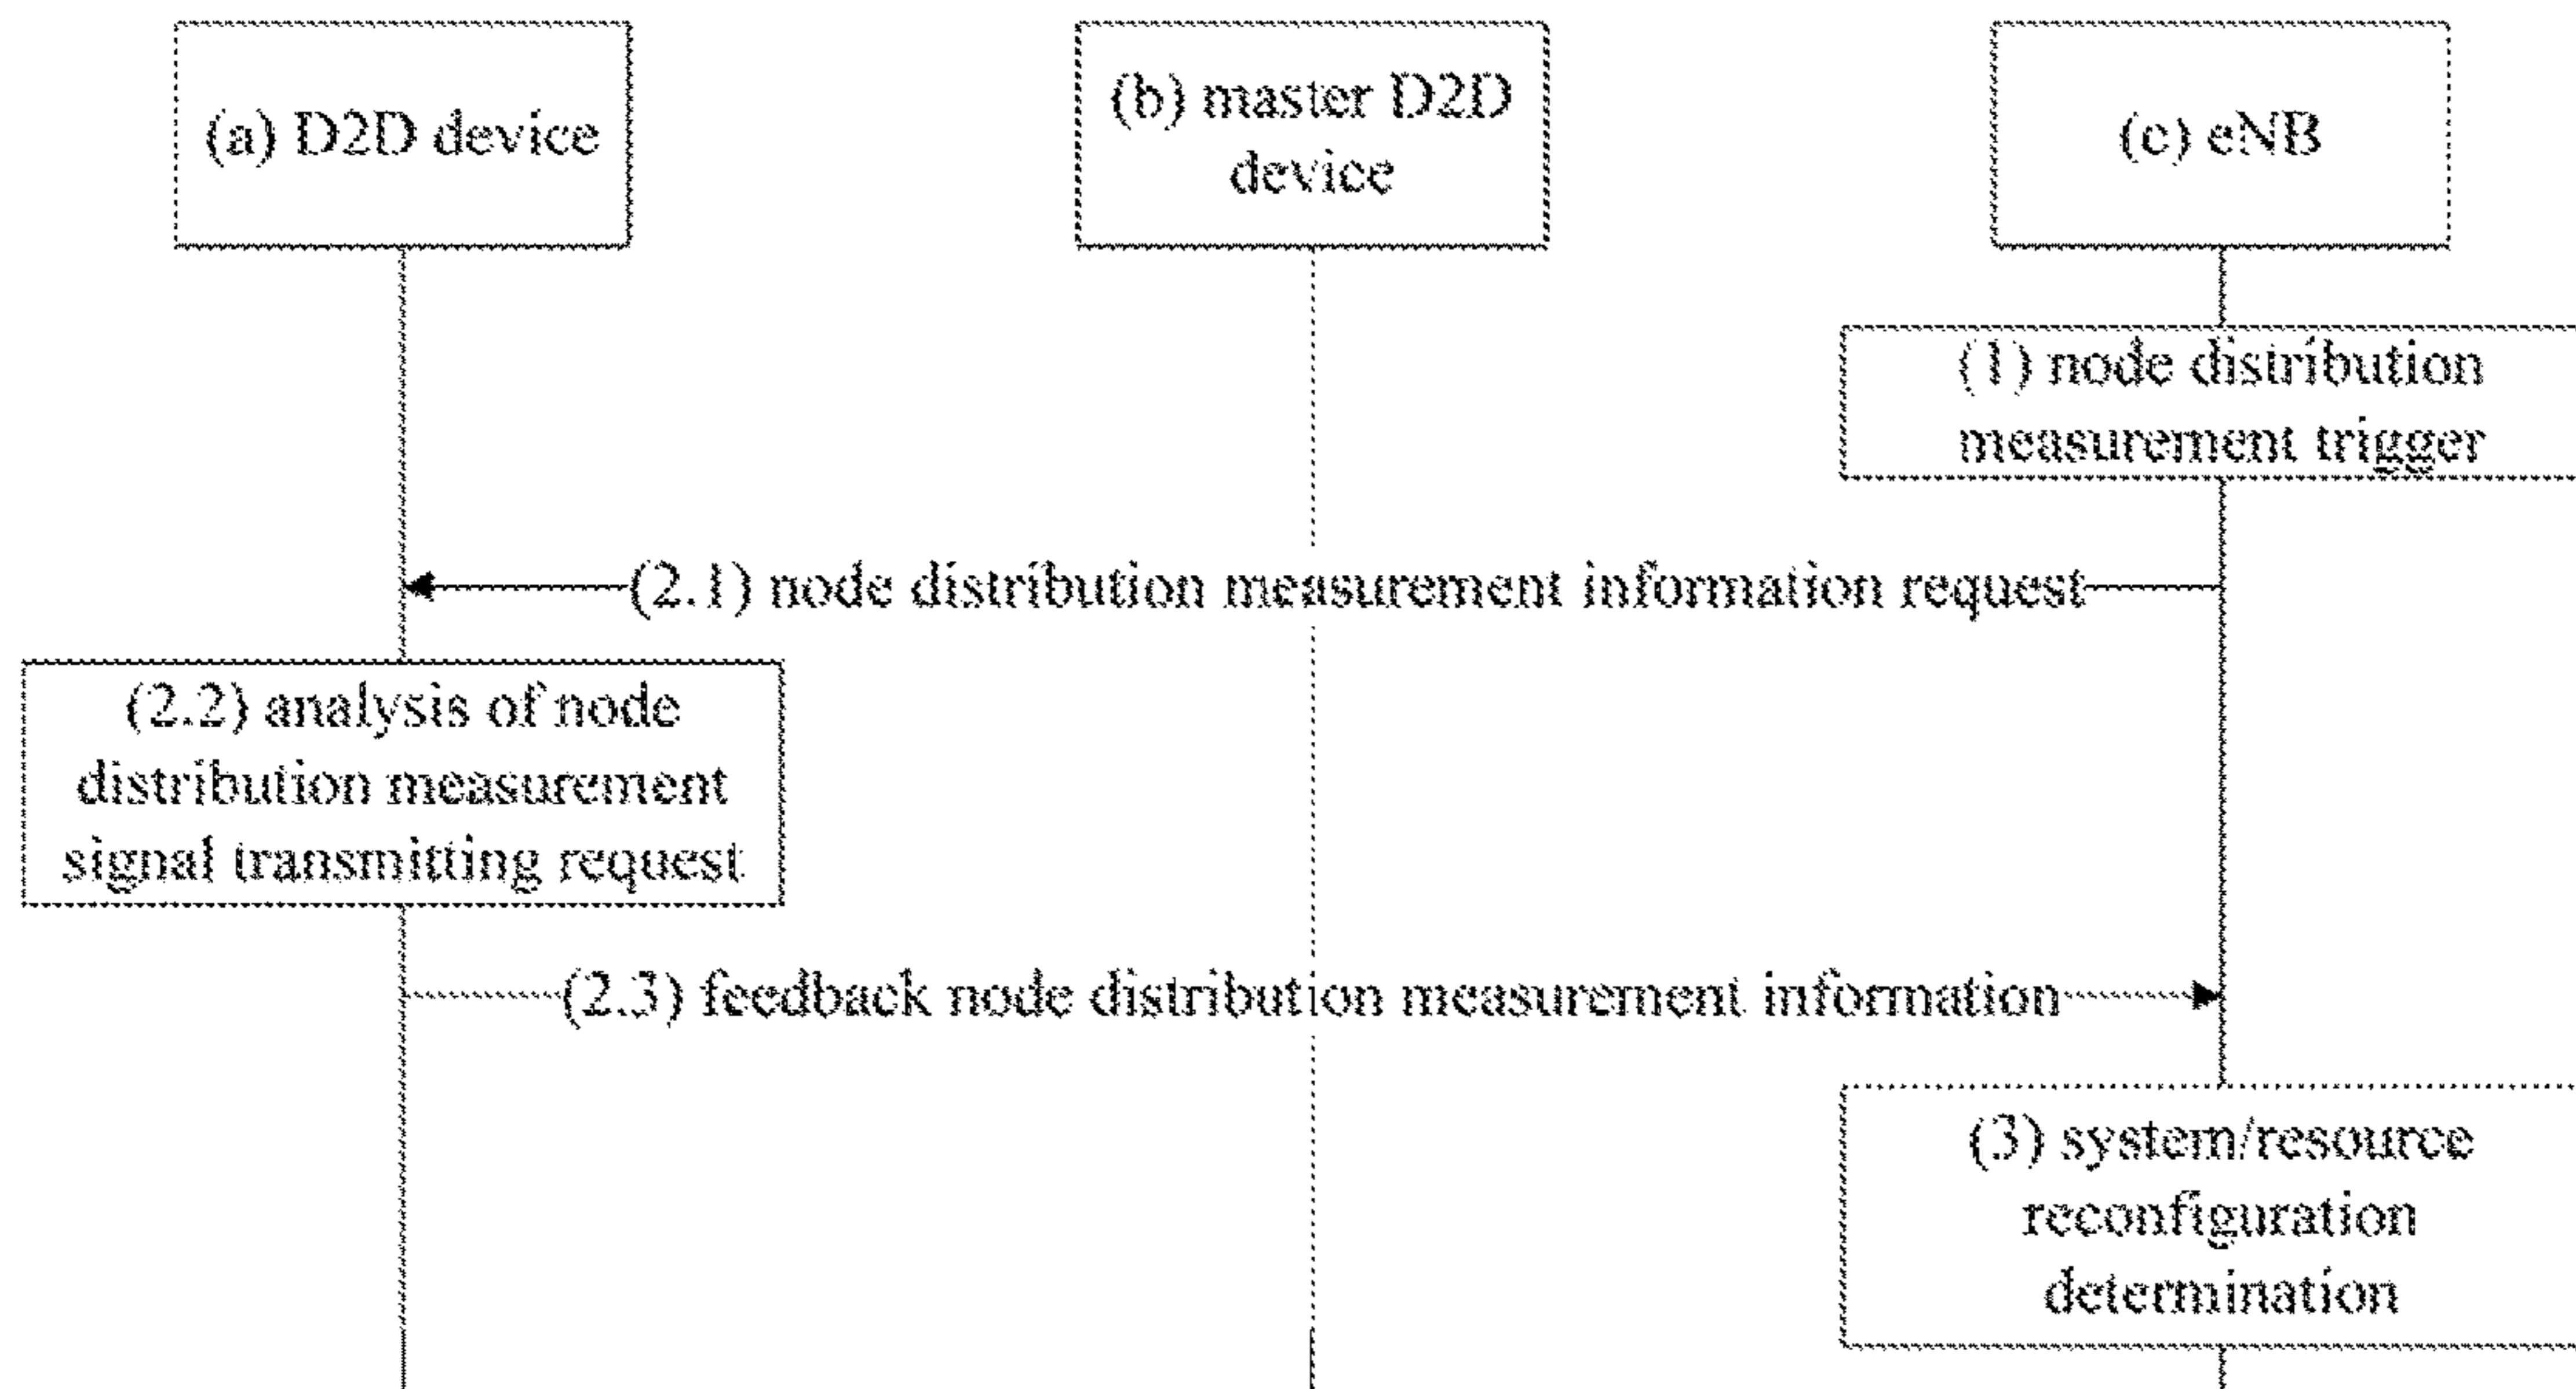 (a) D2D device
(b) master D2D
device
(c) eNB
(1) node distribution
measurement trigger
(2.1) node distribution measurement information request
(2.2) analysis of node
distribution measurement
signal transmitting request
(2.3) feedback node distribution measurement information
(3) system/resource
reconfiguration
determination